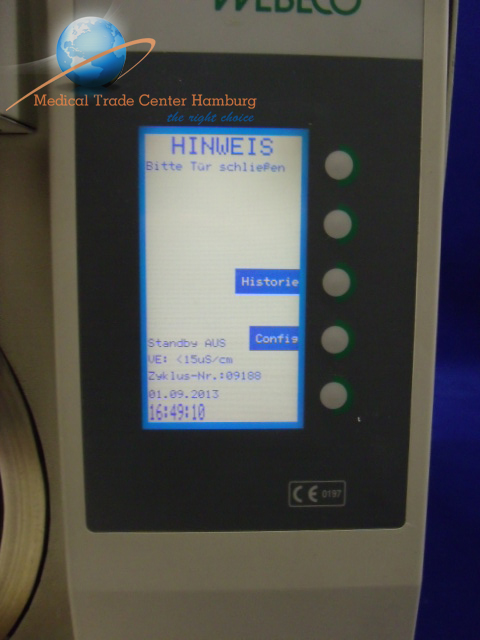 WEBECO
Medical Trade Center Hamburg
the right choice
HINWEIS
Bitte Tür schließen
Historie
Config
Standby AUS
VE: <15uS/cm
Zyklus-Nr.:09188
01.09.2013
16:49:10
CE 0197